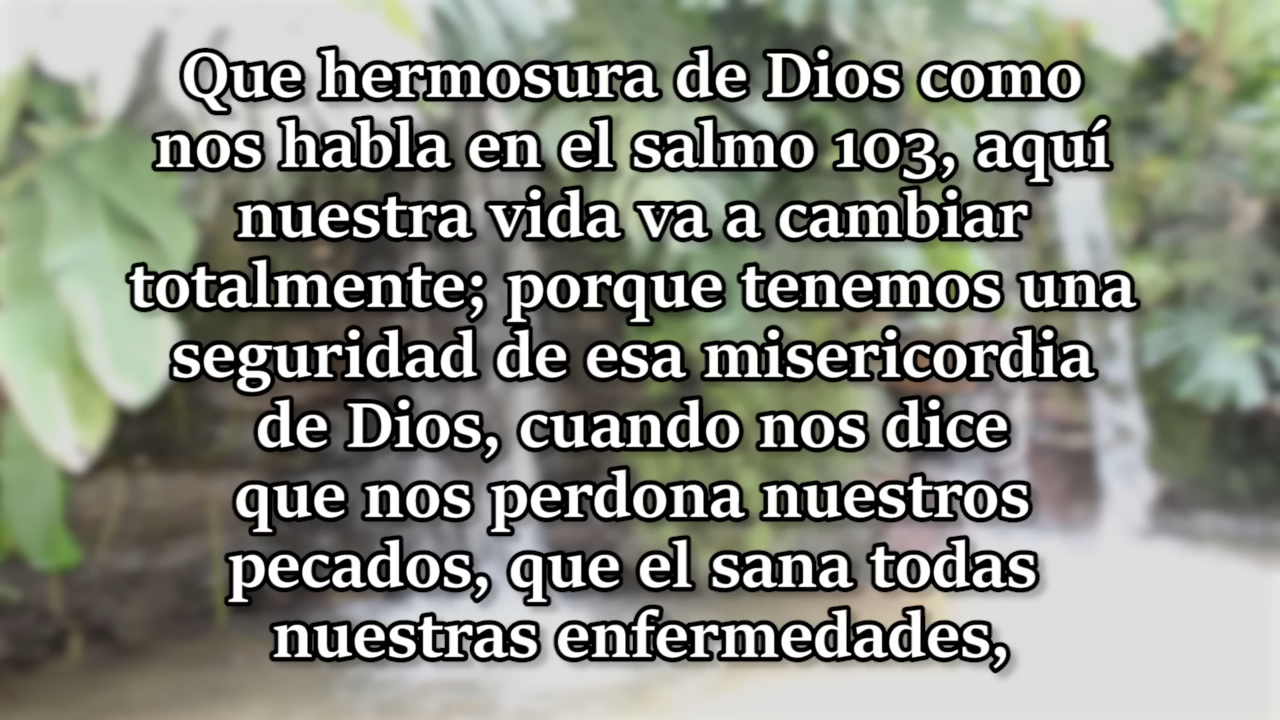 Que hermosura de Dios como
nos habla en el salmo 103, aquí
nuestra vida va a cambiar
totalmente; porque tenemos una
seguridad de esa misericordia
de Dios, cuando nos dice
que nos perdona nuestros
pecados, que el sana todas
nuestras enfermedades,